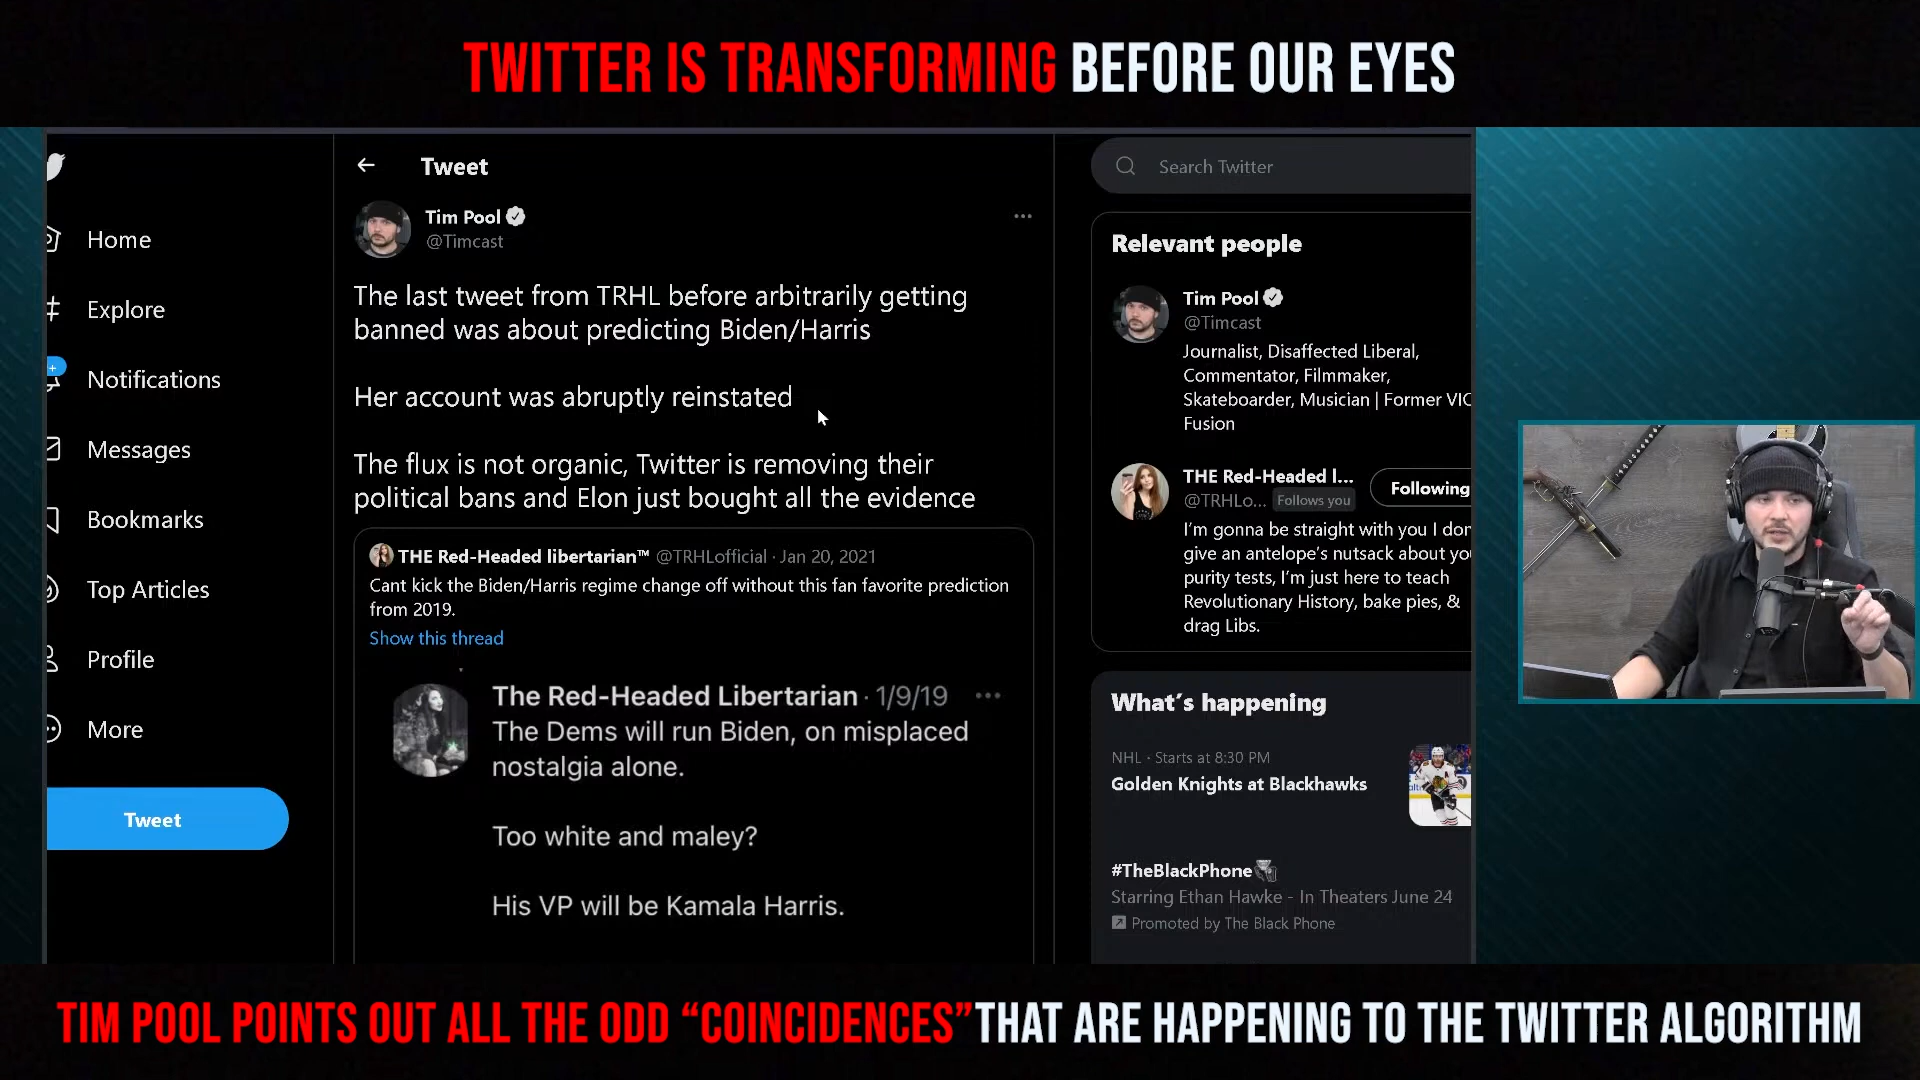 TWITTER IS TRANSFORMING BEFORE OUR EYES
Home
Explore
Notifications
Messages
Bookmarks
Top Articles
Profile
More
Tweet
Tweet
Tim Pool
@Timcast
The last tweet from TRHL before arbitrarily getting
banned was about predicting Biden/Harris
Her account was abruptly reinstated
The flux is not organic, Twitter is removing their
political bans and Elon just bought all the evidence
THE Red-Headed libertarian™ @TRHLofficial · Jan 20, 2021
Cant kick the Biden/Harris regime change off without this fan favorite prediction
from 2019.
Show this thread
The Red-Headed Libertarian · 1/9/19
The Dems will run Biden, on misplaced
nostalgia alone.
Too white and maley?
His VP will be Kamala Harris.
Search Twitter
Relevant people
Tim Pool
@Timcast
Journalist, Disaffected Liberal,
Commentator, Filmmaker,
Skateboarder, Musician | Former VIC
Fusion
THE Red-Headed l...
@TRHLo... Follows you
Following
I'm gonna be straight with you I don
give an antelope's nutsack about you
purity tests, I'm just here to teach
Revolutionary History, bake pies, &
drag Libs.
What's happening
NHL · Starts at 8:30 PM
Golden Knights at Blackhawks
#TheBlackPhone
Starring Ethan Hawke - In Theaters June 24
Promoted by The Black Phone
TIM POOL POINTS OUT ALL THE ODD “COINCIDENCES” THAT ARE HAPPENING TO THE TWITTER ALGORITHM